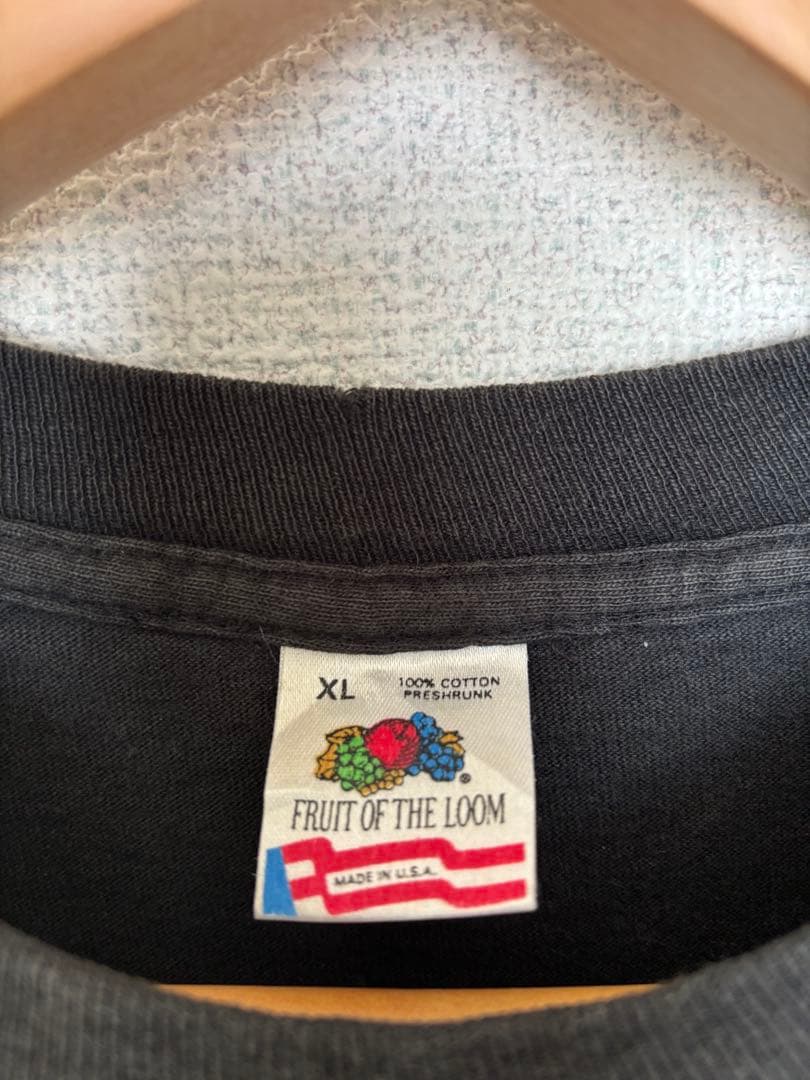 XL
100% COTTON
PRESHRUNK
®
FRUIT OF THE LOOM
MADE IN U.S.A.